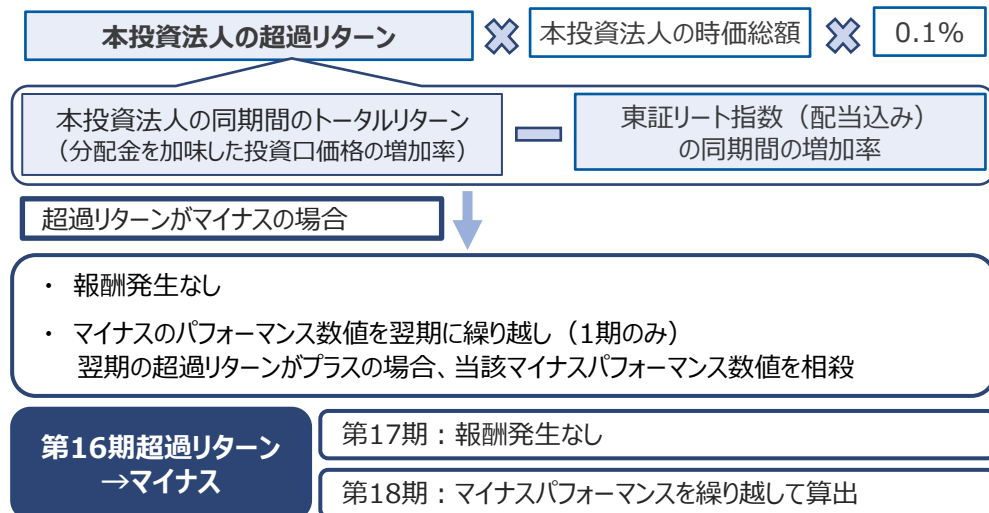 本投資法人の超過リターン
本投資法人の時価総額
0.1%
本投資法人の同期間のトータルリターン
（分配金を加味した投資口価格の増加率）
東証リート指数（配当込み）
の同期間の増加率
超過リターンがマイナスの場合
・ 報酬発生なし
・ マイナスのパフォーマンス数値を翌期に繰り越し（1期のみ）
翌期の超過リターンがプラスの場合、当該マイナスパフォーマンス数値を相殺
第16期超過リターン
→マイナス
第17期：報酬発生なし
第18期：マイナスパフォーマンスを繰り越して算出